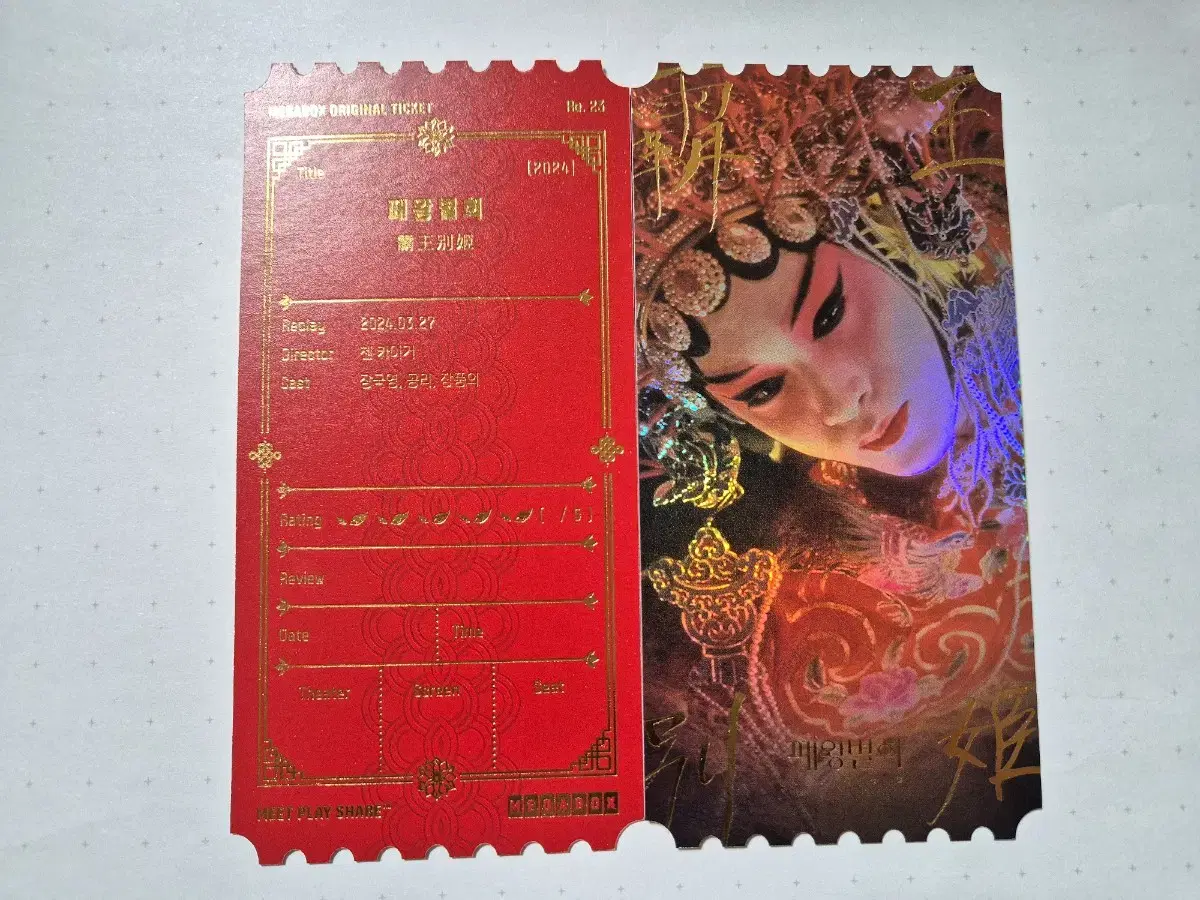 MEGABOX ORIGINAL TICKET
No. 23
Title
[2024]
패왕별희
霸王別姬
Replay 2024.03.27
Director 첸 카이거
Cast 장국영, 공리, 장풍의
Rating [ / 5]
Review
Date
Time
Theater
Screen
Seat
MEET PLAY SHARE
MEGABOX
霸
王
別
姬
패왕별희